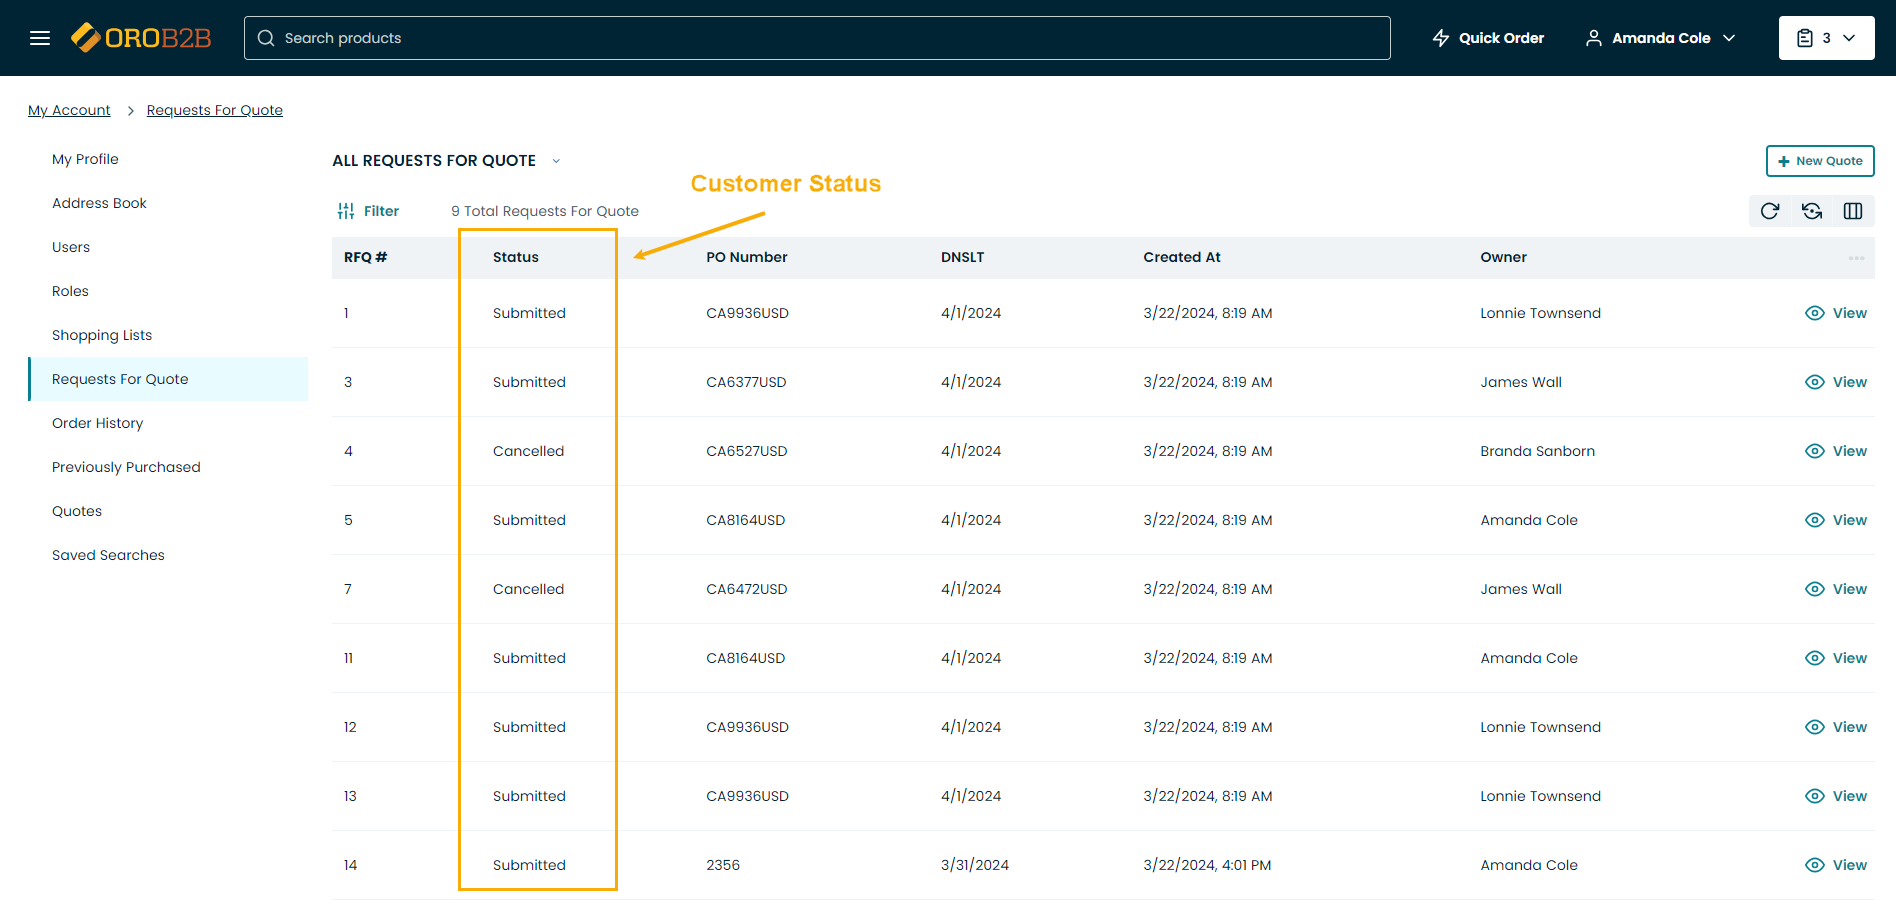 OROB2B
Search products
Quick Order
Amanda Cole
3
My Account > Requests For Quote
My Profile
Address Book
Users
Roles
Shopping Lists
Requests For Quote
Order History
Previously Purchased
Quotes
Saved Searches
ALL REQUESTS FOR QUOTE
New Quote
Customer Status
Filter
9 Total Requests For Quote
RFQ # Status PO Number DNSLT Created At Owner
1 Submitted CA9936USD 4/1/2024 3/22/2024, 8:19 AM Lonnie Townsend View
3 Submitted CA6377USD 4/1/2024 3/22/2024, 8:19 AM James Wall View
4 Cancelled CA6527USD 4/1/2024 3/22/2024, 8:19 AM Branda Sanborn View
5 Submitted CA8164USD 4/1/2024 3/22/2024, 8:19 AM Amanda Cole View
7 Cancelled CA6472USD 4/1/2024 3/22/2024, 8:19 AM James Wall View
11 Submitted CA8164USD 4/1/2024 3/22/2024, 8:19 AM Amanda Cole View
12 Submitted CA9936USD 4/1/2024 3/22/2024, 8:19 AM Lonnie Townsend View
13 Submitted CA9936USD 4/1/2024 3/22/2024, 8:19 AM Lonnie Townsend View
14 Submitted 2356 3/31/2024 3/22/2024, 4:01 PM Amanda Cole View